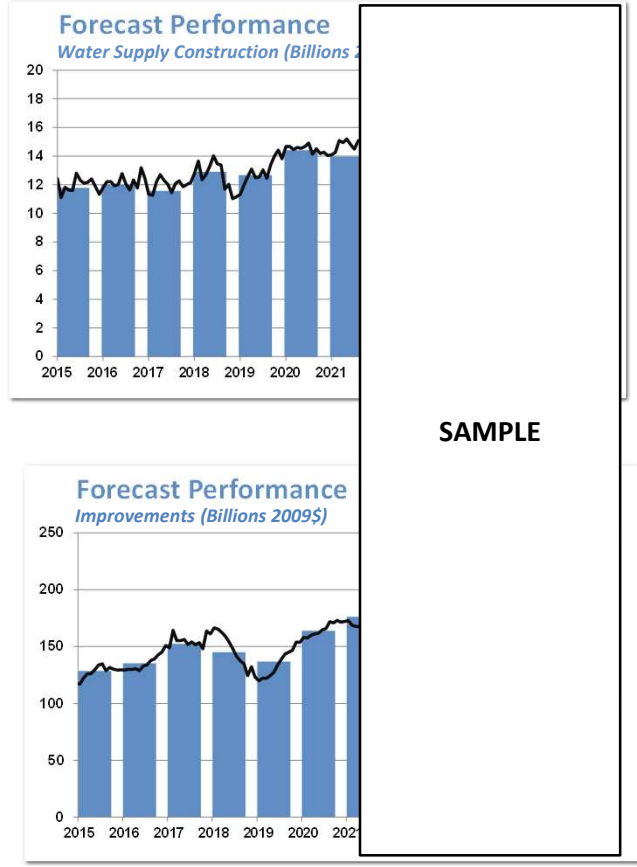 Forecast Performance
Water Supply Construction (Billions
20
18
16
14
12
10
8
6
4
2
0
2015 2016 2017 2018 2019 2020 2021
SAMPLE
Forecast Performance
Improvements (Billions 2009$)
250
200
150
100
50
0
2015 2016 2017 2018 2019 2020